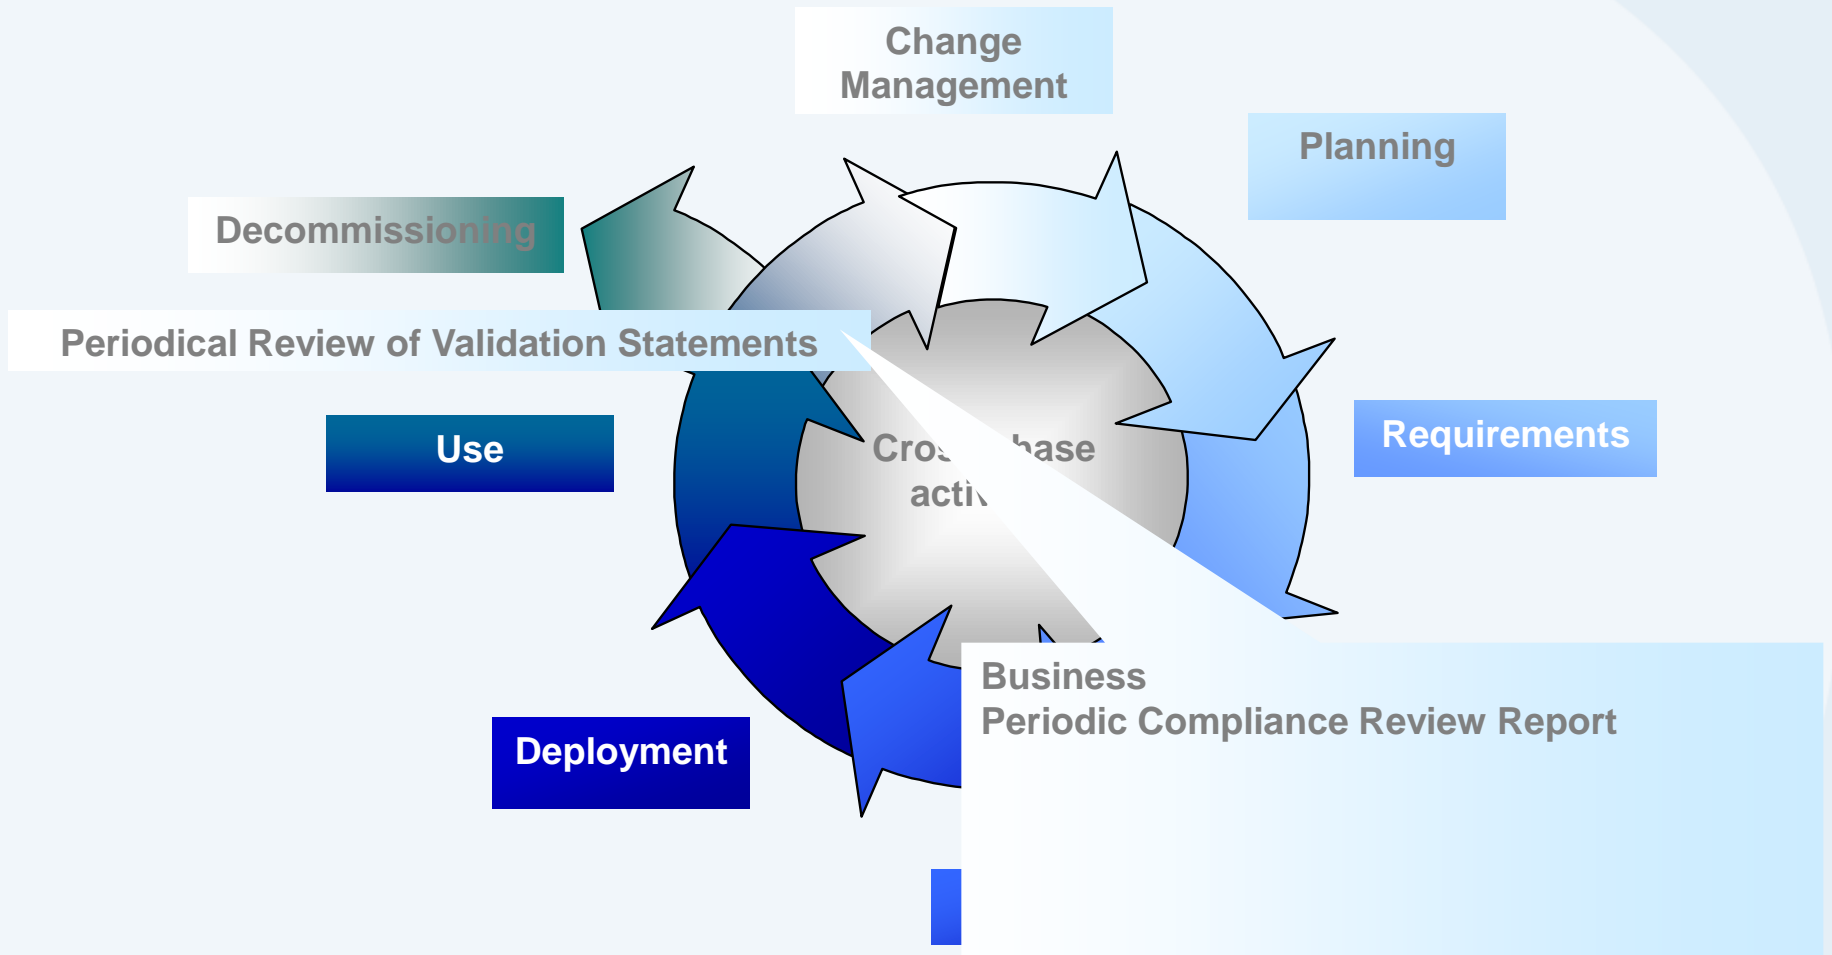 Change
Management
Planning
Decommissioning
Periodical Review of Validation Statements
Use
Requirements
Business
Periodic Compliance Review Report
Deployment